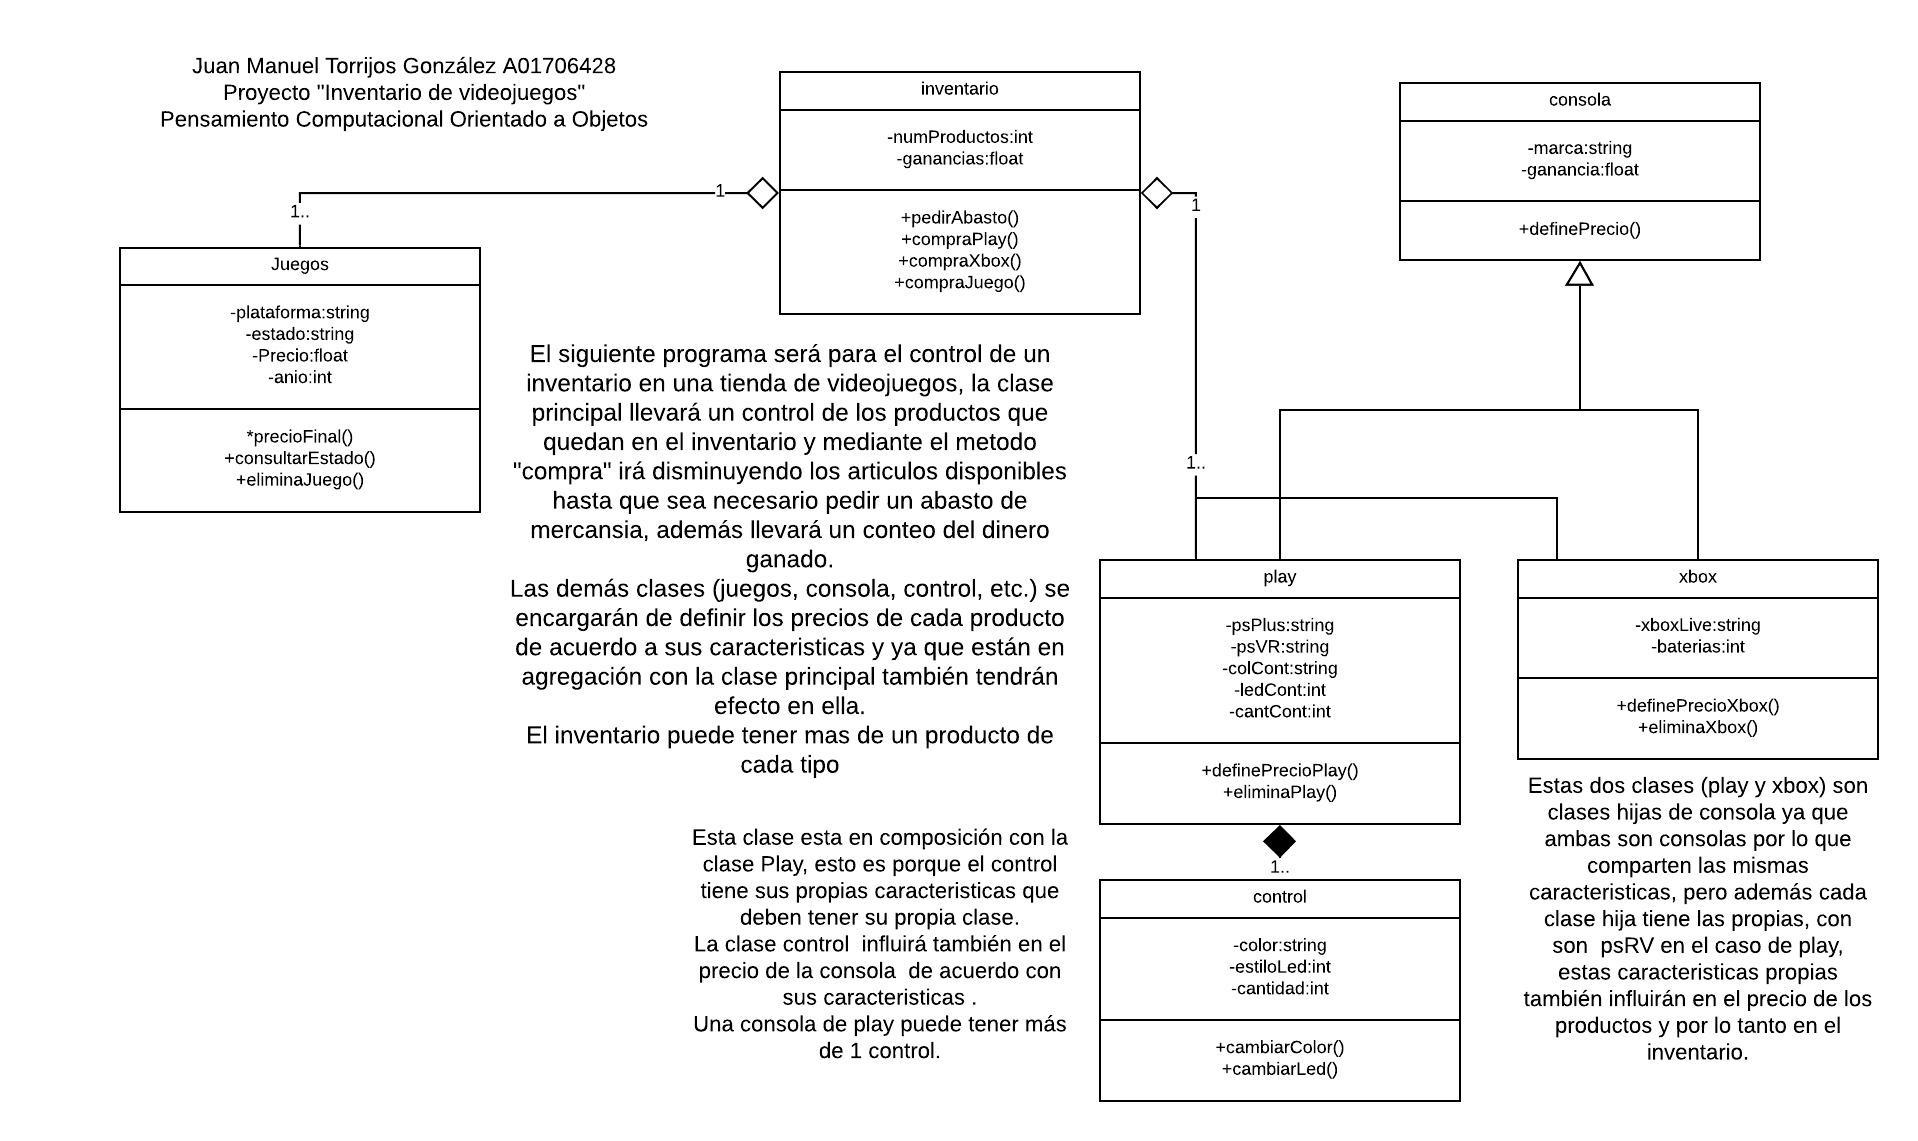 Juan Manuel Torrijos González A01706428
Proyecto "Inventario de videojuegos"
Pensamiento Computacional Orientado a Objetos
inventario
-numProductos:int
-ganancias:float
+pedirAbasto()
+compraPlay()
+compraXbox()
+compraJuego()
consola
-marca:string
-ganancia:float
+definePrecio()
1
1..
1
1..
Juegos
-plataforma:string
-estado:string
-Precio:float
-anio:int
*precioFinal()
+consultarEstado()
+eliminaJuego()
El siguiente programa será para el control de un
inventario en una tienda de videojuegos, la clase
principal llevará un control de los productos que
quedan en el inventario y mediante el metodo
"compra" irá disminuyendo los articulos disponibles
hasta que sea necesario pedir un abasto de
mercansia, además llevará un conteo del dinero
ganado.
Las demás clases (juegos, consola, control, etc.) se
encargarán de definir los precios de cada producto
de acuerdo a sus caracteristicas y ya que están en
agregación con la clase principal también tendrán
efecto en ella.
El inventario puede tener mas de un producto de
cada tipo
play
-psPlus:string
-psVR:string
-colCont:string
-ledCont:int
-cantCont:int
+definePrecioPlay()
+eliminaPlay()
xbox
-xboxLive:string
-baterias:int
+definePrecioXbox()
+eliminaXbox()
Esta clase esta en composición con la
clase Play, esto es porque el control
tiene sus propias caracteristicas que
deben tener su propia clase.
La clase control  influirá también en el
precio de la consola  de acuerdo con
sus caracteristicas .
Una consola de play puede tener más
de 1 control.
1..
control
-color:string
-estiloLed:int
-cantidad:int
+cambiarColor()
+cambiarLed()
Estas dos clases (play y xbox) son
clases hijas de consola ya que
ambas son consolas por lo que
comparten las mismas
caracteristicas, pero además cada
clase hija tiene las propias, con
son  psRV en el caso de play,
estas caracteristicas propias
también influirán en el precio de los
productos y por lo tanto en el
inventario.